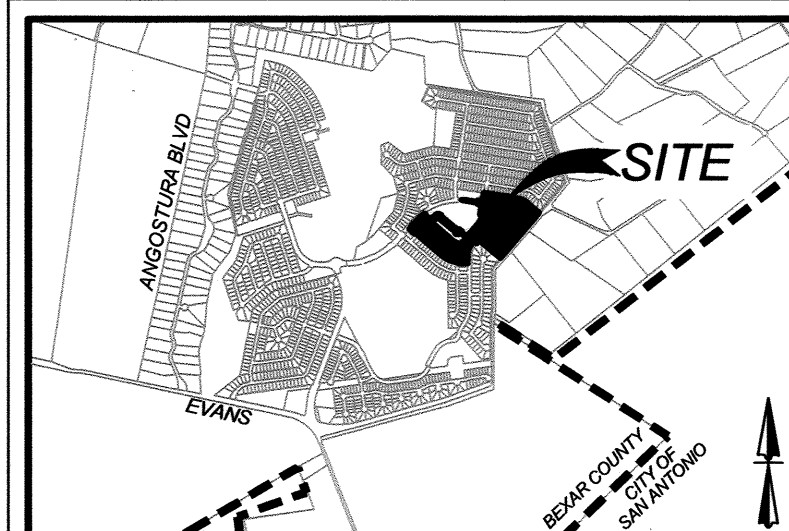 ANGOSTURA BLVD
SITE
EVANS
BEXAR COUNTY
CITY OF
SAN ANTONIO